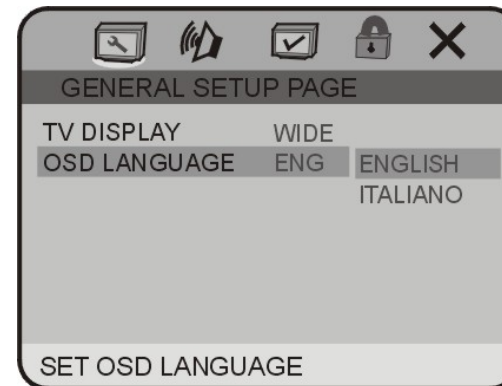 GENERAL SETUP PAGE
TV DISPLAY WIDE
OSD LANGUAGE ENG ENGLISH
ITALIANO
SET OSD LANGUAGE